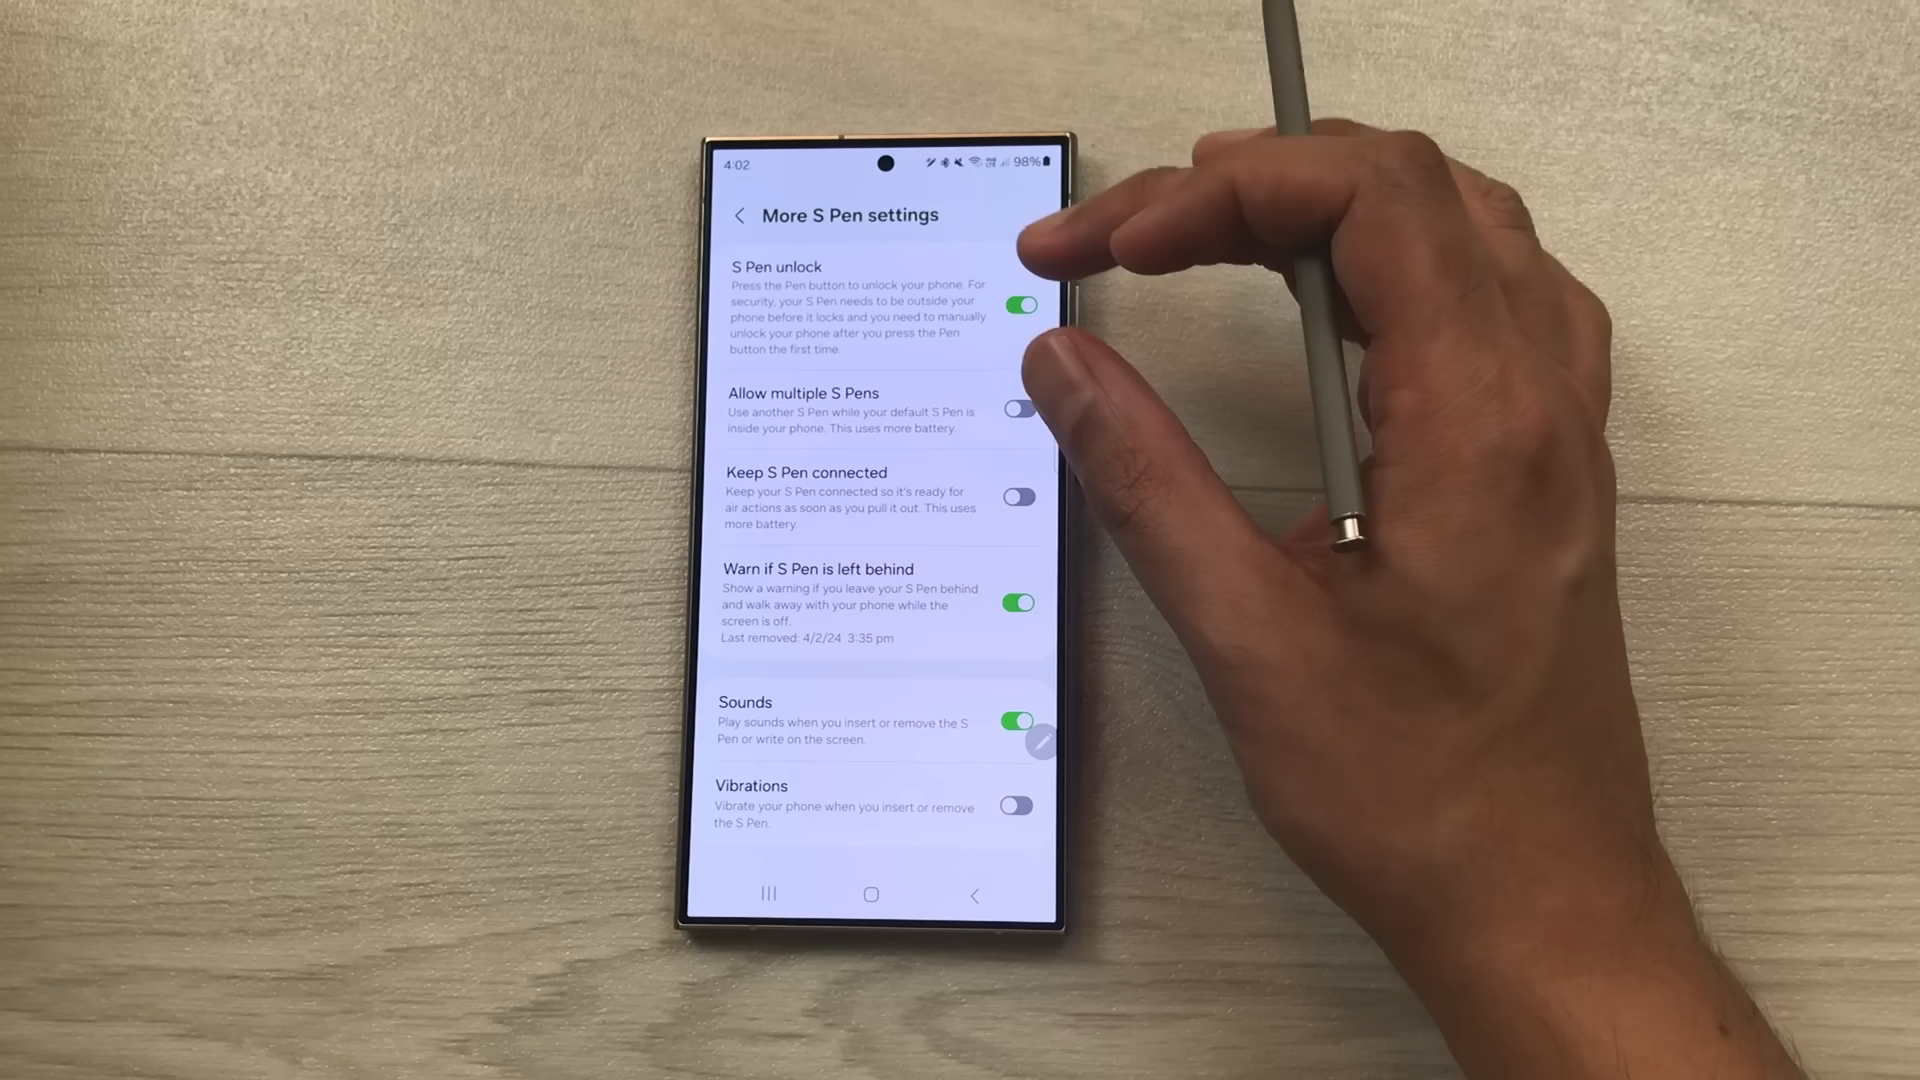 4:02
98%
More S Pen settings
S Pen unlock
Press the Pen button to unlock your phone. For
security, your S Pen needs to be outside your
phone before it locks and you need to manually
unlock your phone after you press the Pen
button the first time.
Allow multiple S Pens
Use another S Pen while your default S Pen is
inside your phone. This uses more battery.
Keep S Pen connected
Keep your S Pen connected so it's ready for
air actions as soon as you pull it out. This uses
more battery.
Warn if S Pen is left behind
Show a warning if you leave your S Pen behind
and walk away with your phone while the
screen is off.
Last removed: 4/2/24 3:35 pm
Sounds
Play sounds when you insert or remove the S
Pen or write on the screen.
Vibrations
Vibrate your phone when you insert or remove
the S Pen.